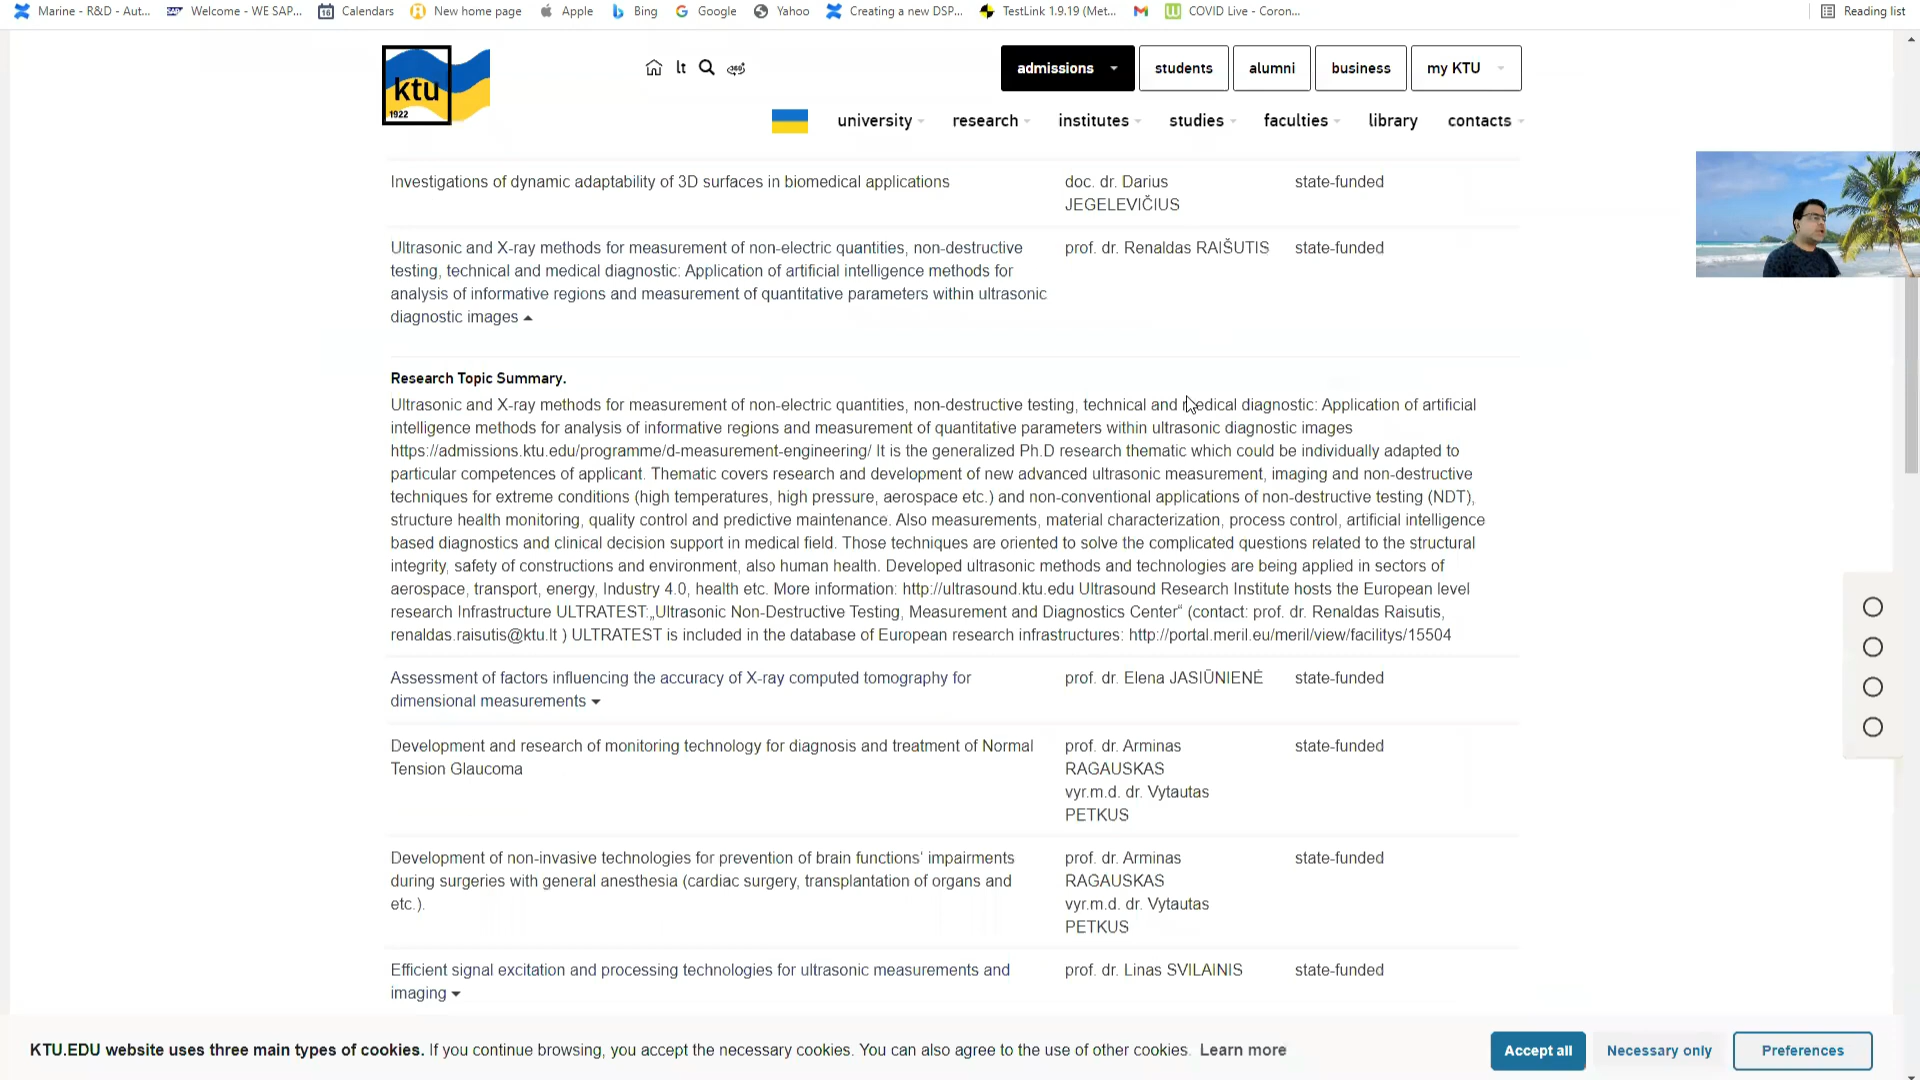 Marine - R&D - Aut... Welcome - WE SAP... Calendars New home page Apple Bing Google Yahoo Creating a new DSP... TestLink 1.9.19 (Met... COVID Live - Coron... Reading list
ktu
1922
lt
admissions students alumni business my KTU
university research institutes studies faculties library contacts
Investigations of dynamic adaptability of 3D surfaces in biomedical applications doc. dr. Darius state-funded
JEGELEVIČIUS
Ultrasonic and X-ray methods for measurement of non-electric quantities, non-destructive prof. dr. Renaldas RAIŠUTIS state-funded
testing, technical and medical diagnostic: Application of artificial intelligence methods for
analysis of informative regions and measurement of quantitative parameters within ultrasonic
diagnostic images
Research Topic Summary.
Ultrasonic and X-ray methods for measurement of non-electric quantities, non-destructive testing, technical and medical diagnostic: Application of artificial
intelligence methods for analysis of informative regions and measurement of quantitative parameters within ultrasonic diagnostic images
https://admissions.ktu.edu/programme/d-measurement-engineering/ It is the generalized Ph.D research thematic which could be individually adapted to
particular competences of applicant. Thematic covers research and development of new advanced ultrasonic measurement, imaging and non-destructive
techniques for extreme conditions (high temperatures, high pressure, aerospace etc.) and non-conventional applications of non-destructive testing (NDT),
structure health monitoring, quality control and predictive maintenance. Also measurements, material characterization, process control, artificial intelligence
based diagnostics and clinical decision support in medical field. Those techniques are oriented to solve the complicated questions related to the structural
integrity, safety of constructions and environment, also human health. Developed ultrasonic methods and technologies are being applied in sectors of
aerospace, transport, energy, Industry 4.0, health etc. More information: http://ultrasound.ktu.edu Ultrasound Research Institute hosts the European level
research Infrastructure ULTRATEST:„Ultrasonic Non-Destructive Testing, Measurement and Diagnostics Center“ (contact: prof. dr. Renaldas Raisutis,
renaldas.raisutis@ktu.lt ) ULTRATEST is included in the database of European research infrastructures: http://portal.meril.eu/meril/view/facilitys/15504
Assessment of factors influencing the accuracy of X-ray computed tomography for prof. dr. Elena JASIŪNIENĖ state-funded
dimensional measurements
Development and research of monitoring technology for diagnosis and treatment of Normal prof. dr. Arminas state-funded
Tension Glaucoma RAGAUSKAS
vyr.m.d. dr. Vytautas
PETKUS
Development of non-invasive technologies for prevention of brain functions‘ impairments prof. dr. Arminas state-funded
during surgeries with general anesthesia (cardiac surgery, transplantation of organs and RAGAUSKAS
etc.). vyr.m.d. dr. Vytautas
PETKUS
Efficient signal excitation and processing technologies for ultrasonic measurements and prof. dr. Linas SVILAINIS state-funded
imaging
KTU.EDU website uses three main types of cookies. If you continue browsing, you accept the necessary cookies. You can also agree to the use of other cookies. Learn more Accept all Necessary only Preferences